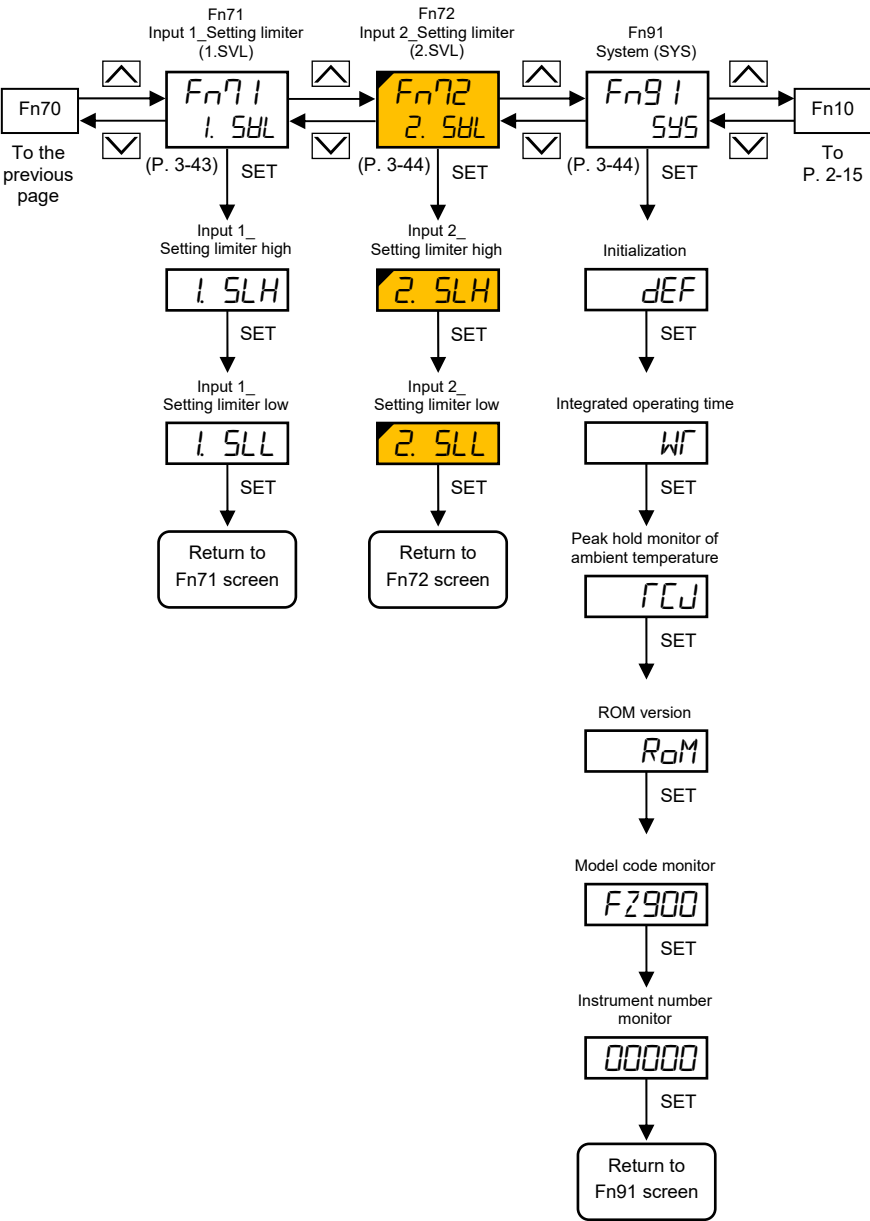 Fn71
Input 1_Setting limiter
(1.SVL)
Fn72
Input 2_Setting limiter
(2.SVL)
Fn91
System (SYS)
Fn70
Fn71
1. SVL
Fn72
2. SVL
Fn91
SYS
Fn10
To the
previous
page
(P. 3-43)
SET
(P. 3-44)
SET
(P. 3-44)
SET
To
P. 2-15
Input 1_
Setting limiter high
1. SLH
SET
Input 1_
Setting limiter low
1. SLL
SET
Return to
Fn71 screen
Input 2_
Setting limiter high
2. SLH
SET
Input 2_
Setting limiter low
2. SLL
SET
Return to
Fn72 screen
Initialization
dEF
SET
Integrated operating time
WT
SET
Peak hold monitor of
ambient temperature
TCJ
SET
ROM version
RoM
SET
Model code monitor
FZ900
SET
Instrument number
monitor
00000
SET
Return to
Fn91 screen